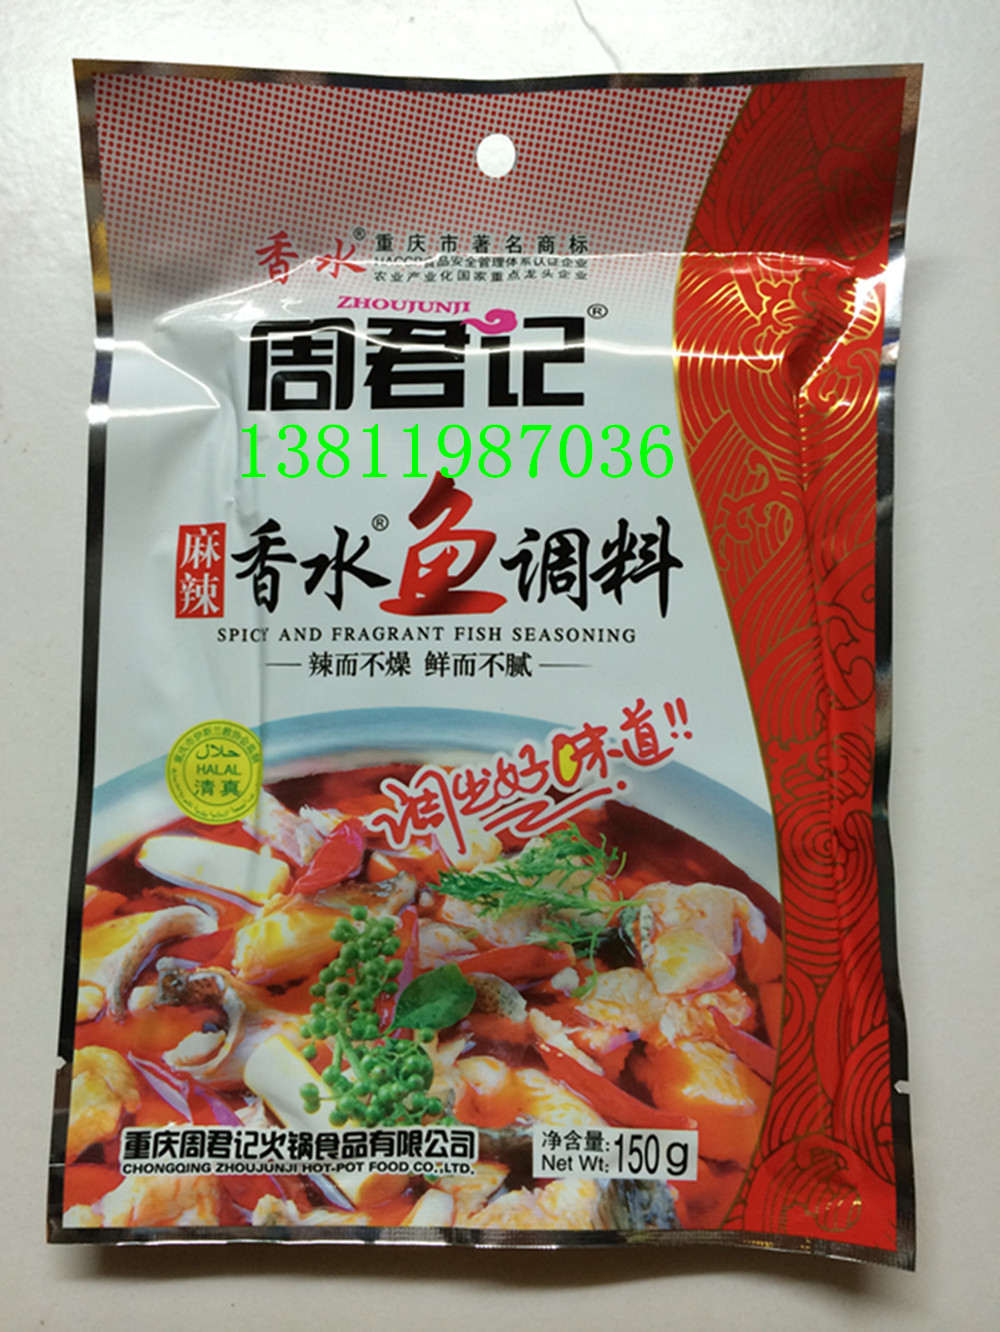 香水®
重庆市著名商标
HACCP食品安全管理体系认证企业
农业产业化国家重点龙头企业
ZHOUJUNJI
周君记®
13811987036
麻辣
香水®鱼调料
SPICY AND FRAGRANT FISH SEASONING
辣而不燥 鲜而不腻
حلال
HALAL
清真
调出好味道!!
重庆周君记火锅食品有限公司
CHONGQING ZHOUJUNJI HOT-POT FOOD CO.,LTD.
净含量:
Net Wt: 150g